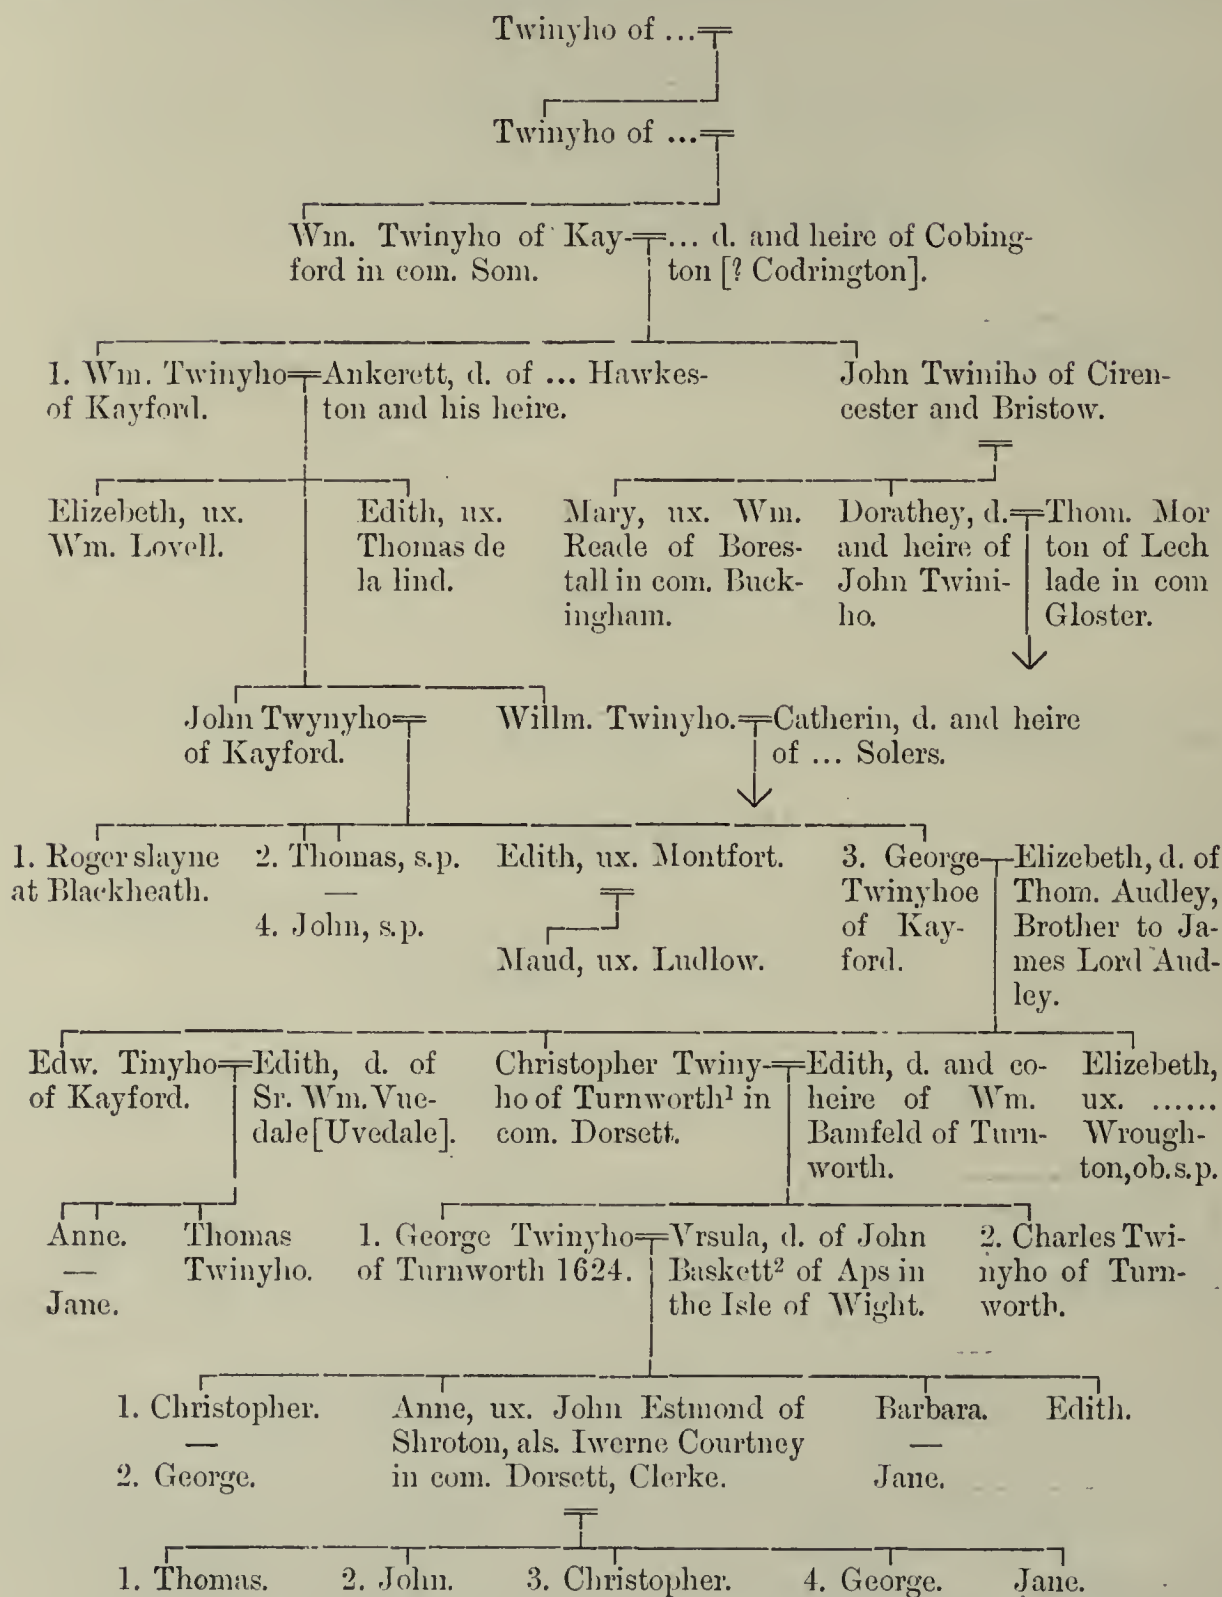 Twinyho of ...
Twinyho of ...
Wm. Twinyho of Kay-
ford in com. Som.
... d. and heire of Cobing-
ton [? Codrington].
1. Wm. Twinyho
of Kayford.
Ankerett, d. of ... Hawkes-
ton and his heire.
John Twiniho of Ciren-
cester and Bristow.
Elizebeth, ux.
Wm. Lovell.
Edith, ux.
Thomas de
la lind.
Mary, ux. Wm.
Reade of Bores-
tall in com. Buck-
ingham.
Dorathey, d.
and heire of
John Twini-
ho.
Thom. Mor
ton of Lech
lade in com
Gloster.
John Twynyho
of Kayford.
Willm. Twinyho.
Catherin, d. and heire
of ... Solers.
1. Roger slayne
at Blackheath.
2. Thomas, s.p.
—
4. John, s.p.
Edith, ux. Montfort.
Maud, ux. Ludlow.
3. George
Twinyhoe
of Kay-
ford.
Elizebeth, d. of
Thom. Audley,
Brother to Ja-
mes Lord Aud-
ley.
Edw. Tinyho
of Kayford.
Edith, d. of
Sr. Wm. Vue-
dale [Uvedale].
Christopher Twiny-
ho of Turnworth¹ in
com. Dorsett.
Edith, d. and co-
heire of Wm.
Bamfeld of Turn-
worth.
Elizebeth,
ux. ......
Wrough-
ton, ob. s.p.
Anne.
—
Jane.
Thomas
Twinyho.
1. George Twinyho
of Turnworth 1624.
Vrsula, d. of John
Baskett² of Aps in
the Isle of Wight.
2. Charles Twi-
nyho of Turn-
worth.
1. Christopher.
—
2. George.
Anne, ux. John Estmond of
Shroton, als. Iwerne Courtney
in com. Dorsett, Clerke.
Barbara.
—
Jane.
Edith.
1. Thomas.
2. John.
3. Christopher.
4. George.
Jane.